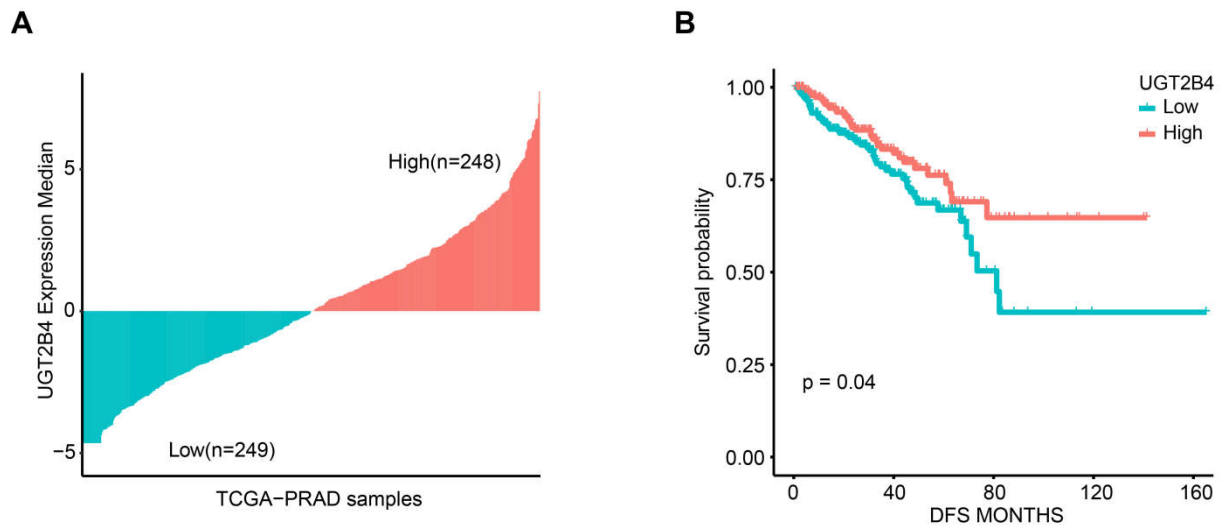 A
UGT2B4 Expression Median
5
0
−5
High(n=248)
Low(n=249)
TCGA−PRAD samples
B
Survival probability
1.00
0.75
0.50
0.25
0.00
UGT2B4
Low
High
p = 0.04
0 40 80 120 160
DFS MONTHS